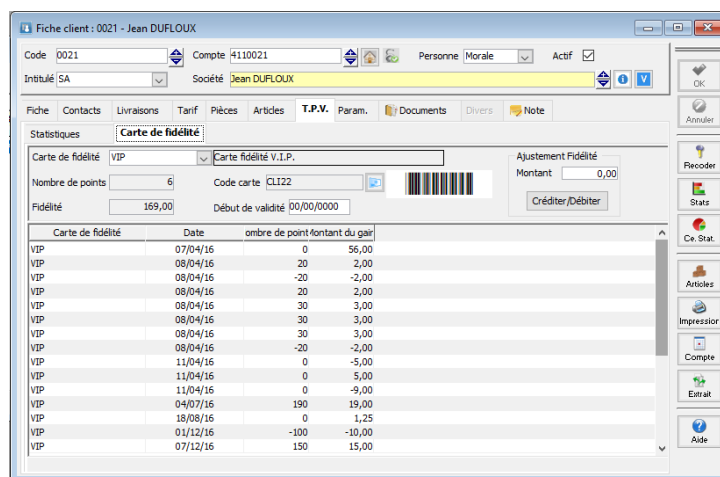 Fiche client : 0021 - Jean DUFLOUX
Code 0021 Compte 4110021 Personne Morale Actif
Intitulé SA Société Jean DUFLOUX
OK
Annuler
Fiche Contacts Livraisons Tarif Pièces Articles T.P.V. Param. Documents Divers Note
Statistiques Carte de fidélité
Carte de fidélité VIP Carte fidélité V.I.P. Ajustement Fidélité
Recoder
Nombre de points 6 Code carte CLI22 Montant 0,00
Fidélité 169,00 Début de validité 00/00/0000 Créditer/Débiter
Stats
Carte de fidélité Date ombre de point Montant du gair
Ce. Stat.
VIP 07/04/16 0 56,00
VIP 08/04/16 20 2,00
VIP 08/04/16 -20 -2,00
Articles
VIP 08/04/16 20 2,00
VIP 08/04/16 30 3,00
VIP 08/04/16 30 3,00
Impression
VIP 08/04/16 30 3,00
VIP 08/04/16 -20 -2,00
Compte
VIP 11/04/16 0 -5,00
VIP 11/04/16 0 5,00
VIP 11/04/16 0 -9,00
Extrait
VIP 04/07/16 190 19,00
VIP 18/08/16 0 1,25
VIP 01/12/16 -100 -10,00
Aide
VIP 07/12/16 150 15,00